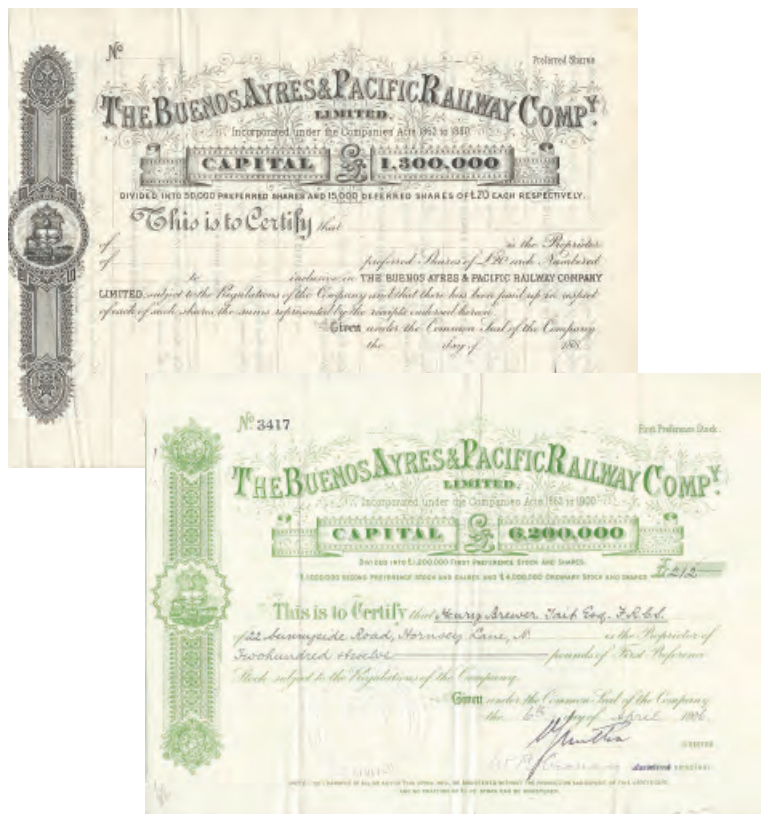 No
Preferred Shares
THE BUENOS AYRES & PACIFIC RAILWAY COMPY.
LIMITED.
Incorporated under the Companies Acts 1862 to 1880
CAPITAL £ 1,300,000
DIVIDED INTO 50,000 PREFERRED SHARES AND 15,000 DEFERRED SHARES OF £20 EACH RESPECTIVELY.
This is to Certify that
of is the Proprietor
of preferred Shares of £20 each Numbered
to inclusive in THE BUENOS AYRES & PACIFIC RAILWAY COMPANY
LIMITED, subject to the Regulations of the Company and that there has been paid up in respect
of each of such shares the sums represented by the receipts endorsed hereon.
Given under the Common Seal of the Company
the day of 188
No 3417
First Preference Stock.
THE BUENOS AYRES & PACIFIC RAILWAY COMPY.
LIMITED.
Incorporated under the Companies Acts 1862 to 1900
CAPITAL £ 6,200,000
DIVIDED INTO £1,200,000 FIRST PREFERENCE STOCK AND SHARES.
£1,000,000 SECOND PREFERENCE STOCK AND SHARES AND £4,000,000 ORDINARY STOCK AND SHARES £212
This is to Certify that Henry Brewer Tait Esq. F.R.C.S.
of 22 Sunnyside Road, Hornsey Lane, N. is the Proprietor of
Two hundred & twelve pounds of First Preference
Stock subject to the Regulations of the Company.
Given under the Common Seal of the Company
the 6th day of April 1906
SECRETARY.